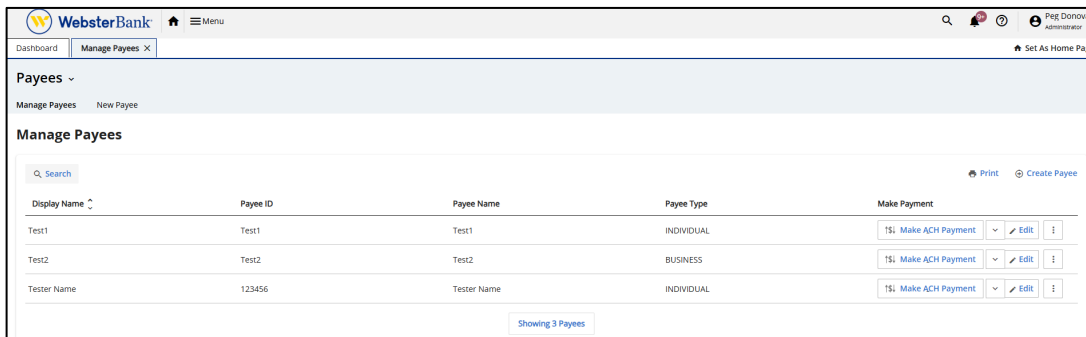 WebsterBank Menu 9+ Peg Donov
Administrator
Dashboard Manage Payees X Set As Home Pa
Payees
Manage Payees New Payee
Manage Payees
Search Print Create Payee
Display Name Payee ID Payee Name Payee Type Make Payment
Test1 Test1 Test1 INDIVIDUAL Make ACH Payment Edit
Test2 Test2 Test2 BUSINESS Make ACH Payment Edit
Tester Name 123456 Tester Name INDIVIDUAL Make ACH Payment Edit
Showing 3 Payees